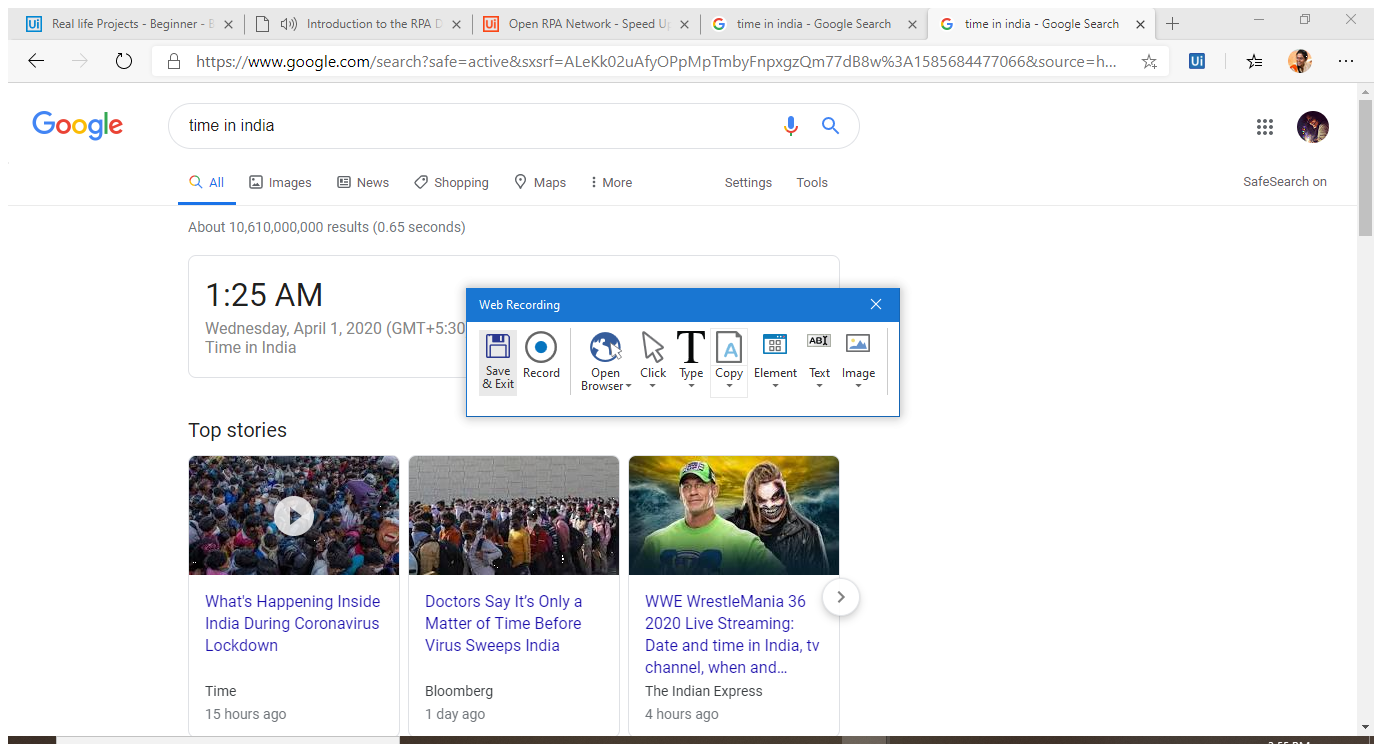 Real life Projects - Beginner - B
Introduction to the RPA D
Open RPA Network - Speed Up
time in india - Google Search
time in india - Google Search
https://www.google.com/search?safe=active&sxsrf=ALeKk02uAfyOPpMpTmbyFnpxgzQm77dB8w%3A1585684477066&source=h...
Ui
Google
time in india
All
Images
News
Shopping
Maps
More
Settings
Tools
SafeSearch on
About 10,610,000,000 results (0.65 seconds)
1:25 AM
Wednesday, April 1, 2020 (GMT+5:30
Time in India
Web Recording
Save
& Exit
Record
Open
Browser
Click
Type
Copy
Element
Text
Image
Top stories
What's Happening Inside
India During Coronavirus
Lockdown
Time
15 hours ago
Doctors Say It's Only a
Matter of Time Before
Virus Sweeps India
Bloomberg
1 day ago
WWE WrestleMania 36
2020 Live Streaming:
Date and time in India, tv
channel, when and...
The Indian Express
4 hours ago